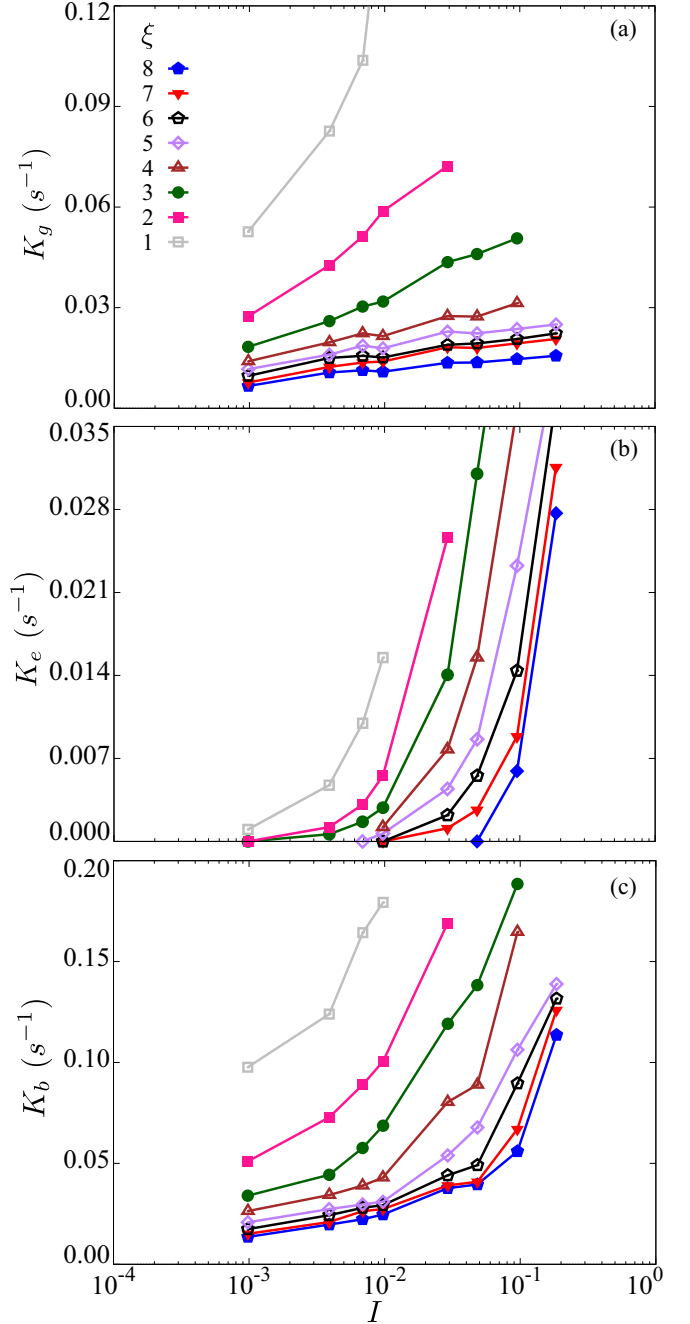 0.12
0.09
0.06
0.03
0.00
K_g (s^{-1})
(a)
ξ
8
7
6
5
4
3
2
1
0.035
0.028
0.021
0.014
0.007
0.000
K_e (s^{-1})
(b)
0.20
0.15
0.10
0.05
0.00
K_b (s^{-1})
(c)
10^{-4} 10^{-3} 10^{-2} 10^{-1} 10^{0}
I